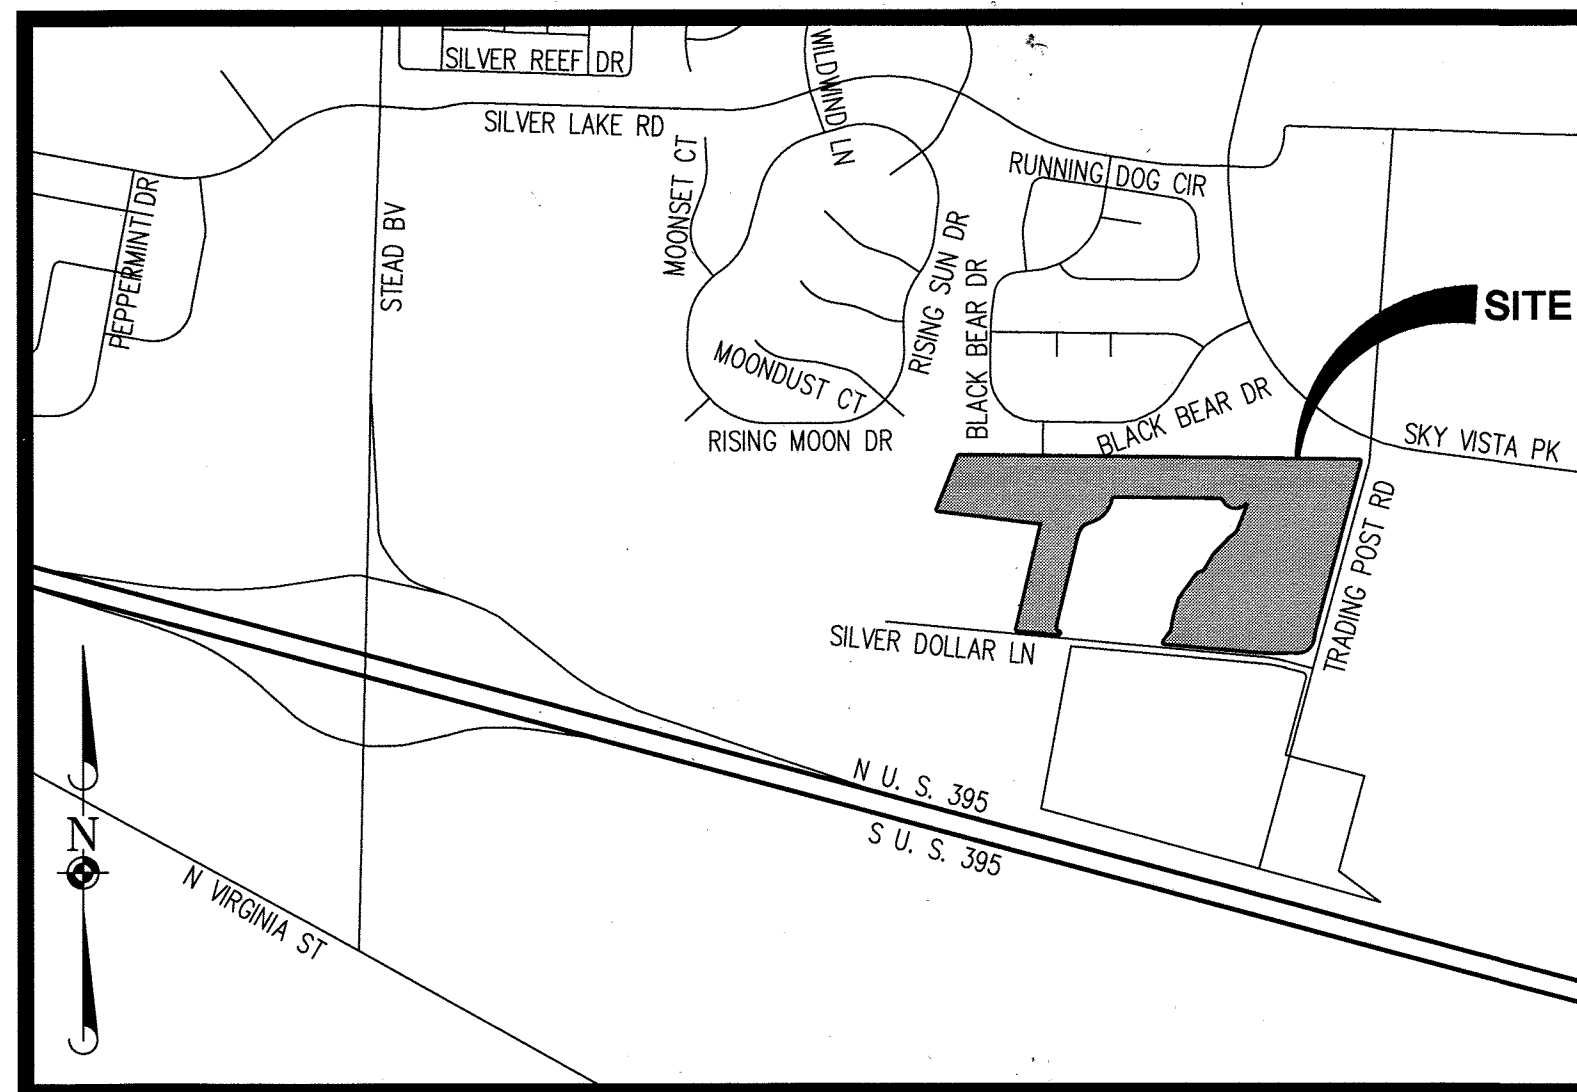 SILVER REEF DR
WILDWIND LN
SILVER LAKE RD
MOONSET CT
RUNNING DOG CIR
PEPPERMINT DR
STEAD BV
RISING SUN DR
BLACK BEAR DR
SITE
MOONDUST CT
BLACK BEAR DR
RISING MOON DR
SKY VISTA PK
TRADING POST RD
SILVER DOLLAR LN
N U. S. 395
S U. S. 395
N
N VIRGINIA ST